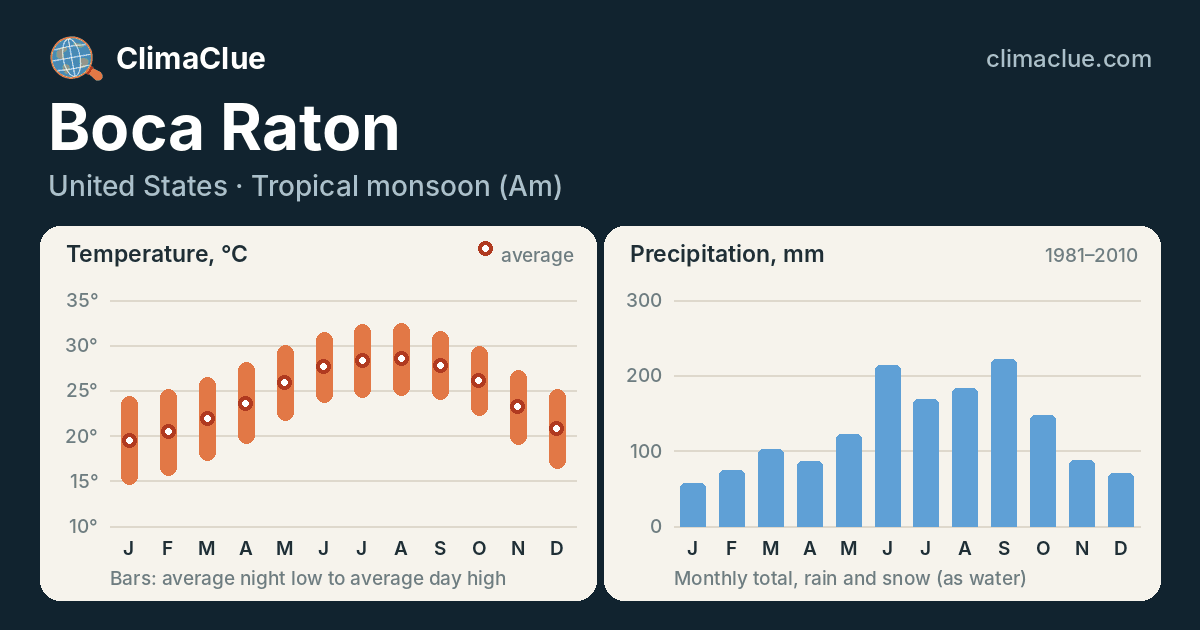 ClimaClue
climaclue.com
Boca Raton
United States · Tropical monsoon (Am)
Temperature, °C
average
35°
30°
25°
20°
15°
10°
J F M A M J J A S O N D
Bars: average night low to average day high
Precipitation, mm
1981–2010
300
200
100
0
J F M A M J J A S O N D
Monthly total, rain and snow (as water)